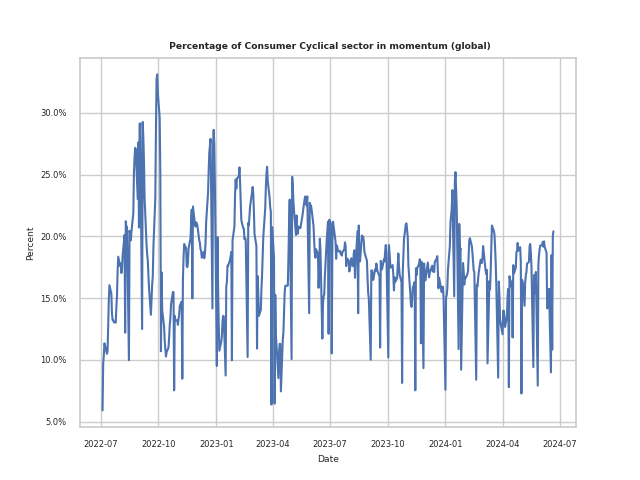 Percentage of Consumer Cyclical sector in momentum (global)
30.0%
25.0%
20.0%
15.0%
10.0%
5.0%
Percent
2022-07 2022-10 2023-01 2023-04 2023-07 2023-10 2024-01 2024-04 2024-07
Date